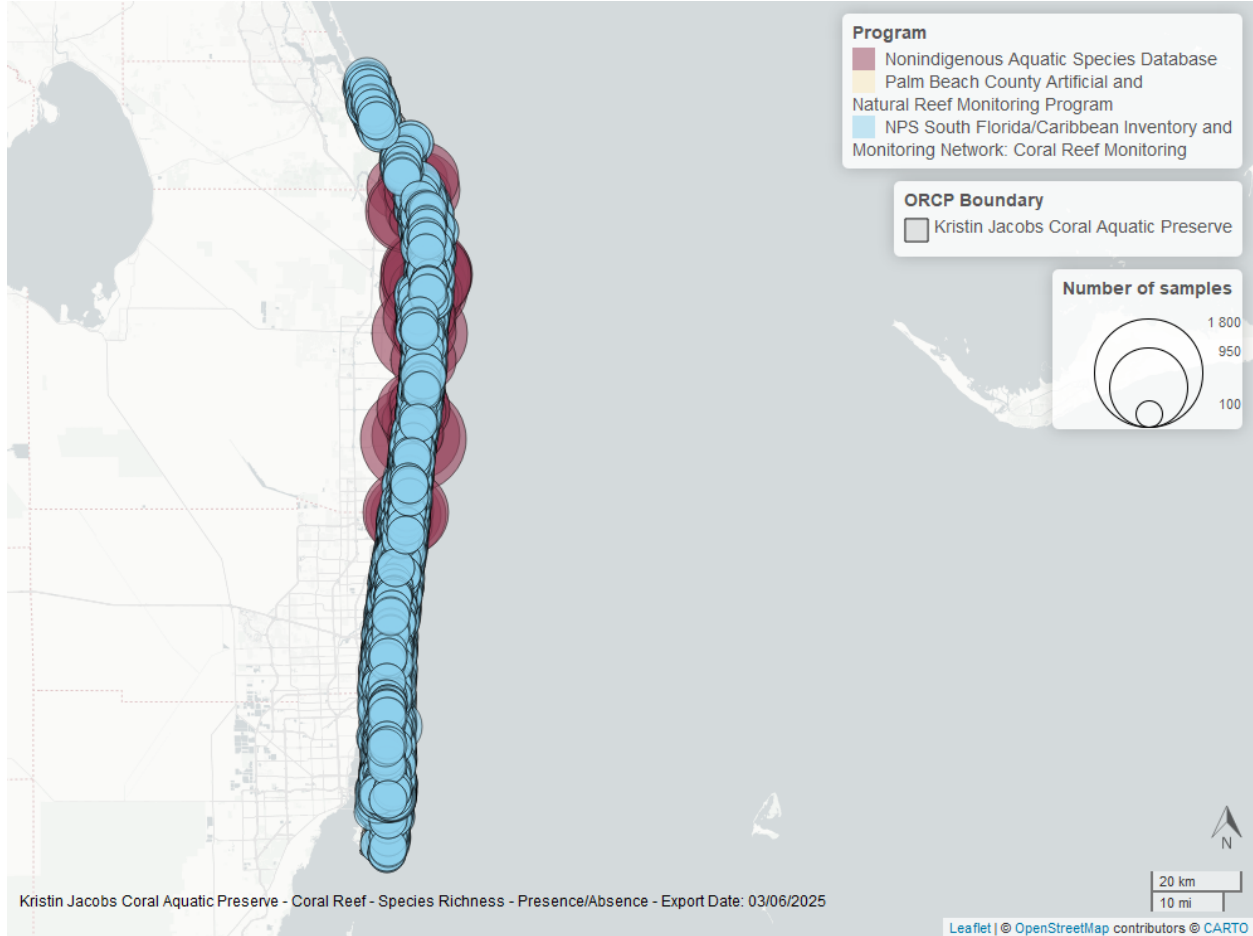 Program
Nonindigenous Aquatic Species Database
Palm Beach County Artificial and
Natural Reef Monitoring Program
NPS South Florida/Caribbean Inventory and
Monitoring Network: Coral Reef Monitoring
ORCP Boundary
Kristin Jacobs Coral Aquatic Preserve
Number of samples
1 800
950
100
N
20 km
10 mi
Kristin Jacobs Coral Aquatic Preserve - Coral Reef - Species Richness - Presence/Absence - Export Date: 03/06/2025
Leaflet | © OpenStreetMap contributors © CARTO